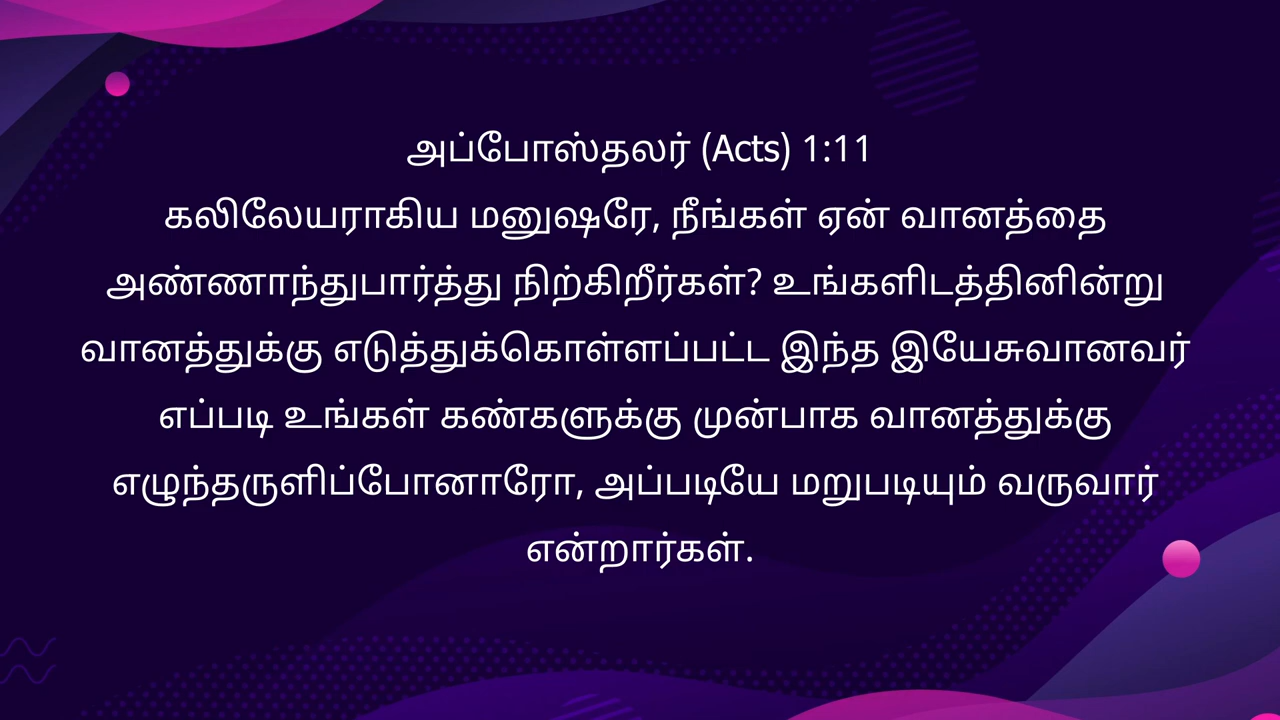 அப்போஸ்தலர் (Acts) 1:11
கலிலேயராகிய மனுஷரே, நீங்கள் ஏன் வானத்தை
அண்ணாந்துபார்த்து நிற்கிறீர்கள்? உங்களிடத்தினின்று
வானத்துக்கு எடுத்துக்கொள்ளப்பட்ட இந்த இயேசுவானவர்
எப்படி உங்கள் கண்களுக்கு முன்பாக வானத்துக்கு
எழுந்தருளிப்போனாரோ, அப்படியே மறுபடியும் வருவார்
என்றார்கள்.